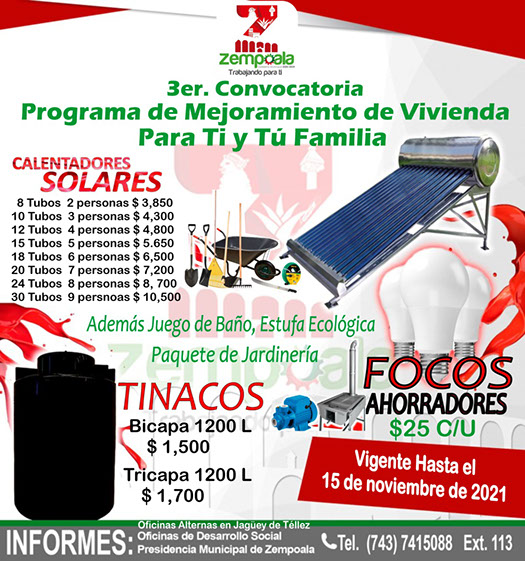 Zempoala
Trabajando para ti
3er. Convocatoria
Programa de Mejoramiento de Vivienda
Para Ti y Tú Familia
CALENTADORES
SOLARES
8 Tubos 2 personas $ 3,850
10 Tubos 3 personas $ 4,300
12 Tubos 4 personas $ 4,800
15 Tubos 5 personas $ 5.650
18 Tubos 6 personas $ 6,500
20 Tubos 7 personas $ 7,200
24 Tubos 8 personas $ 8, 700
30 Tubos 9 persnoas $ 10,500
Además Juego de Baño, Estufa Ecológica
Paquete de Jardinería
TINACOS
Bicapa 1200 L
$ 1,500
Tricapa 1200 L
$ 1,700
FOCOS
AHORRADORES
$25 C/U
Vigente Hasta el
15 de noviembre de 2021
INFORMES:
Oficinas Alternas en Jagüey de Téllez
Oficinas de Desarrollo Social
Presidencia Municipal de Zempoala
Tel. (743) 7415088 Ext. 113